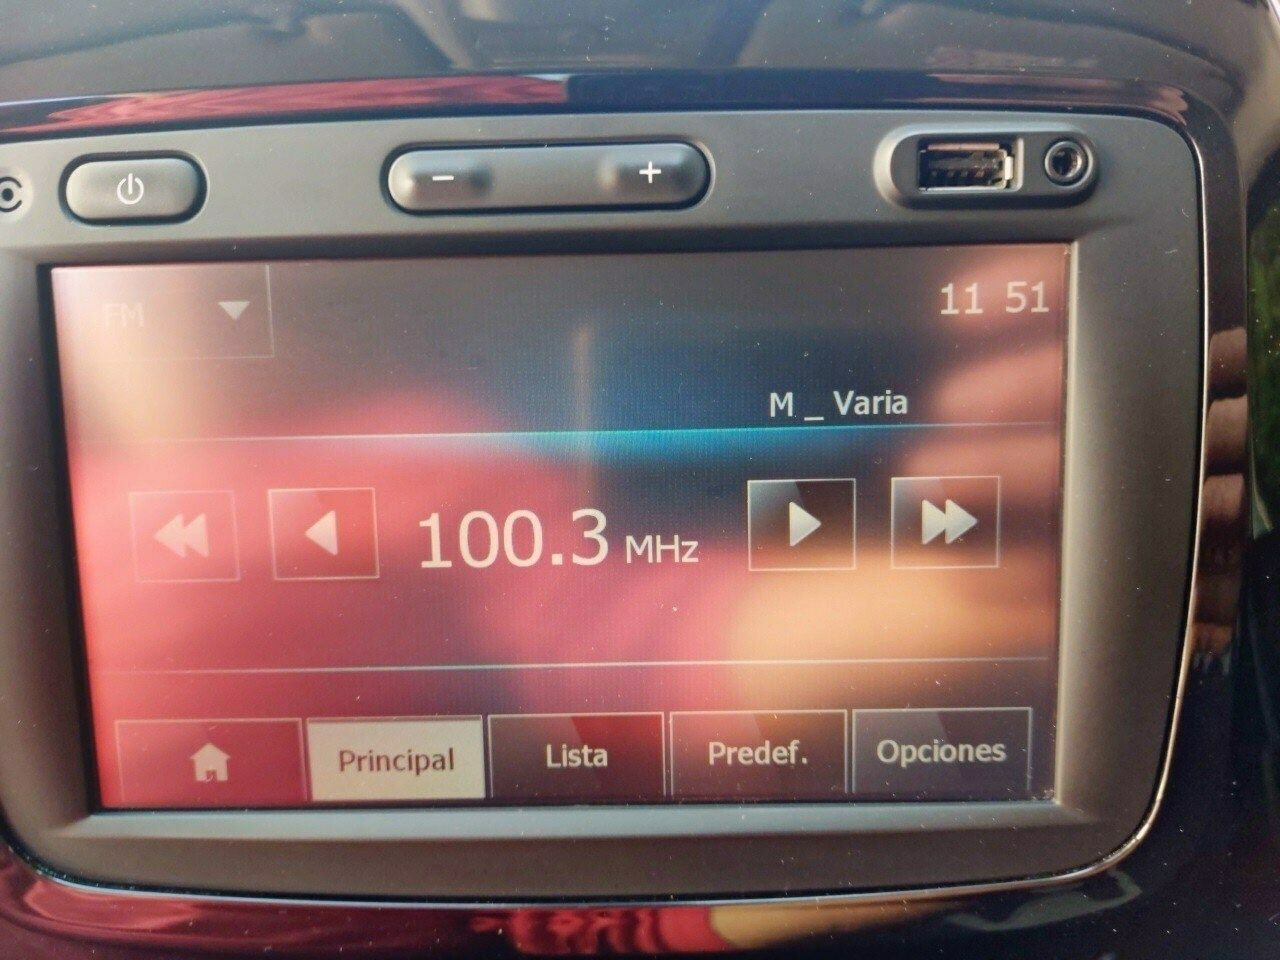 FM
11 51
M _ Varia
100.3 MHz
Principal
Lista
Predef.
Opciones